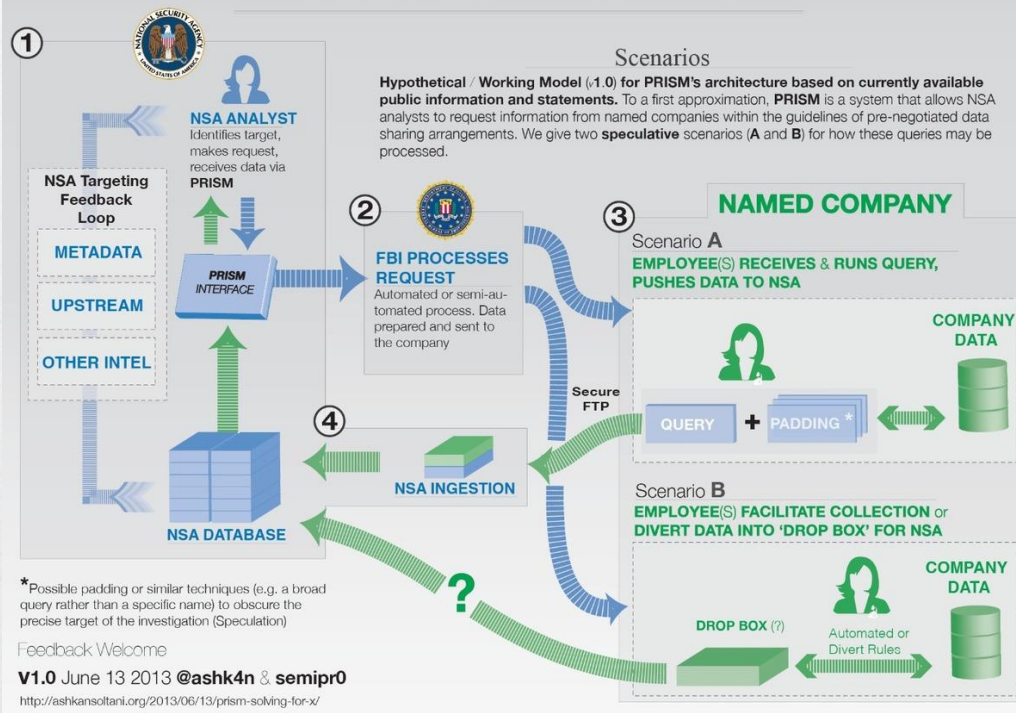 Scenarios
Hypothetical / Working Model (v1.0) for PRISM's architecture based on currently available
public information and statements. To a first approximation, PRISM is a system that allows NSA
analysts to request information from named companies within the guidelines of pre-negotiated data
sharing arrangements. We give two speculative scenarios (A and B) for how these queries may be
processed.
1
NATIONAL SECURITY AGENCY
UNITED STATES OF AMERICA
NSA ANALYST
Identifies target,
makes request,
receives data via
PRISM
NSA Targeting
Feedback
Loop
METADATA
UPSTREAM
OTHER INTEL
PRISM
INTERFACE
NSA DATABASE
2
FBI PROCESSES
REQUEST
Automated or semi-au-
tomated process. Data
prepared and sent to
the company
3
NAMED COMPANY
Scenario A
EMPLOYEE(S) RECEIVES & RUNS QUERY,
PUSHES DATA TO NSA
COMPANY
DATA
QUERY
+
PADDING *
Secure
FTP
4
NSA INGESTION
Scenario B
EMPLOYEE(S) FACILITATE COLLECTION or
DIVERT DATA INTO 'DROP BOX' FOR NSA
COMPANY
DATA
DROP BOX (?)
Automated or
Divert Rules
?
*Possible padding or similar techniques (e.g. a broad
query rather than a specific name) to obscure the
precise target of the investigation (Speculation)
Feedback Welcome
V1.0 June 13 2013 @ashk4n & semipr0
http://ashkansoltani.org/2013/06/13/prism-solving-for-x/